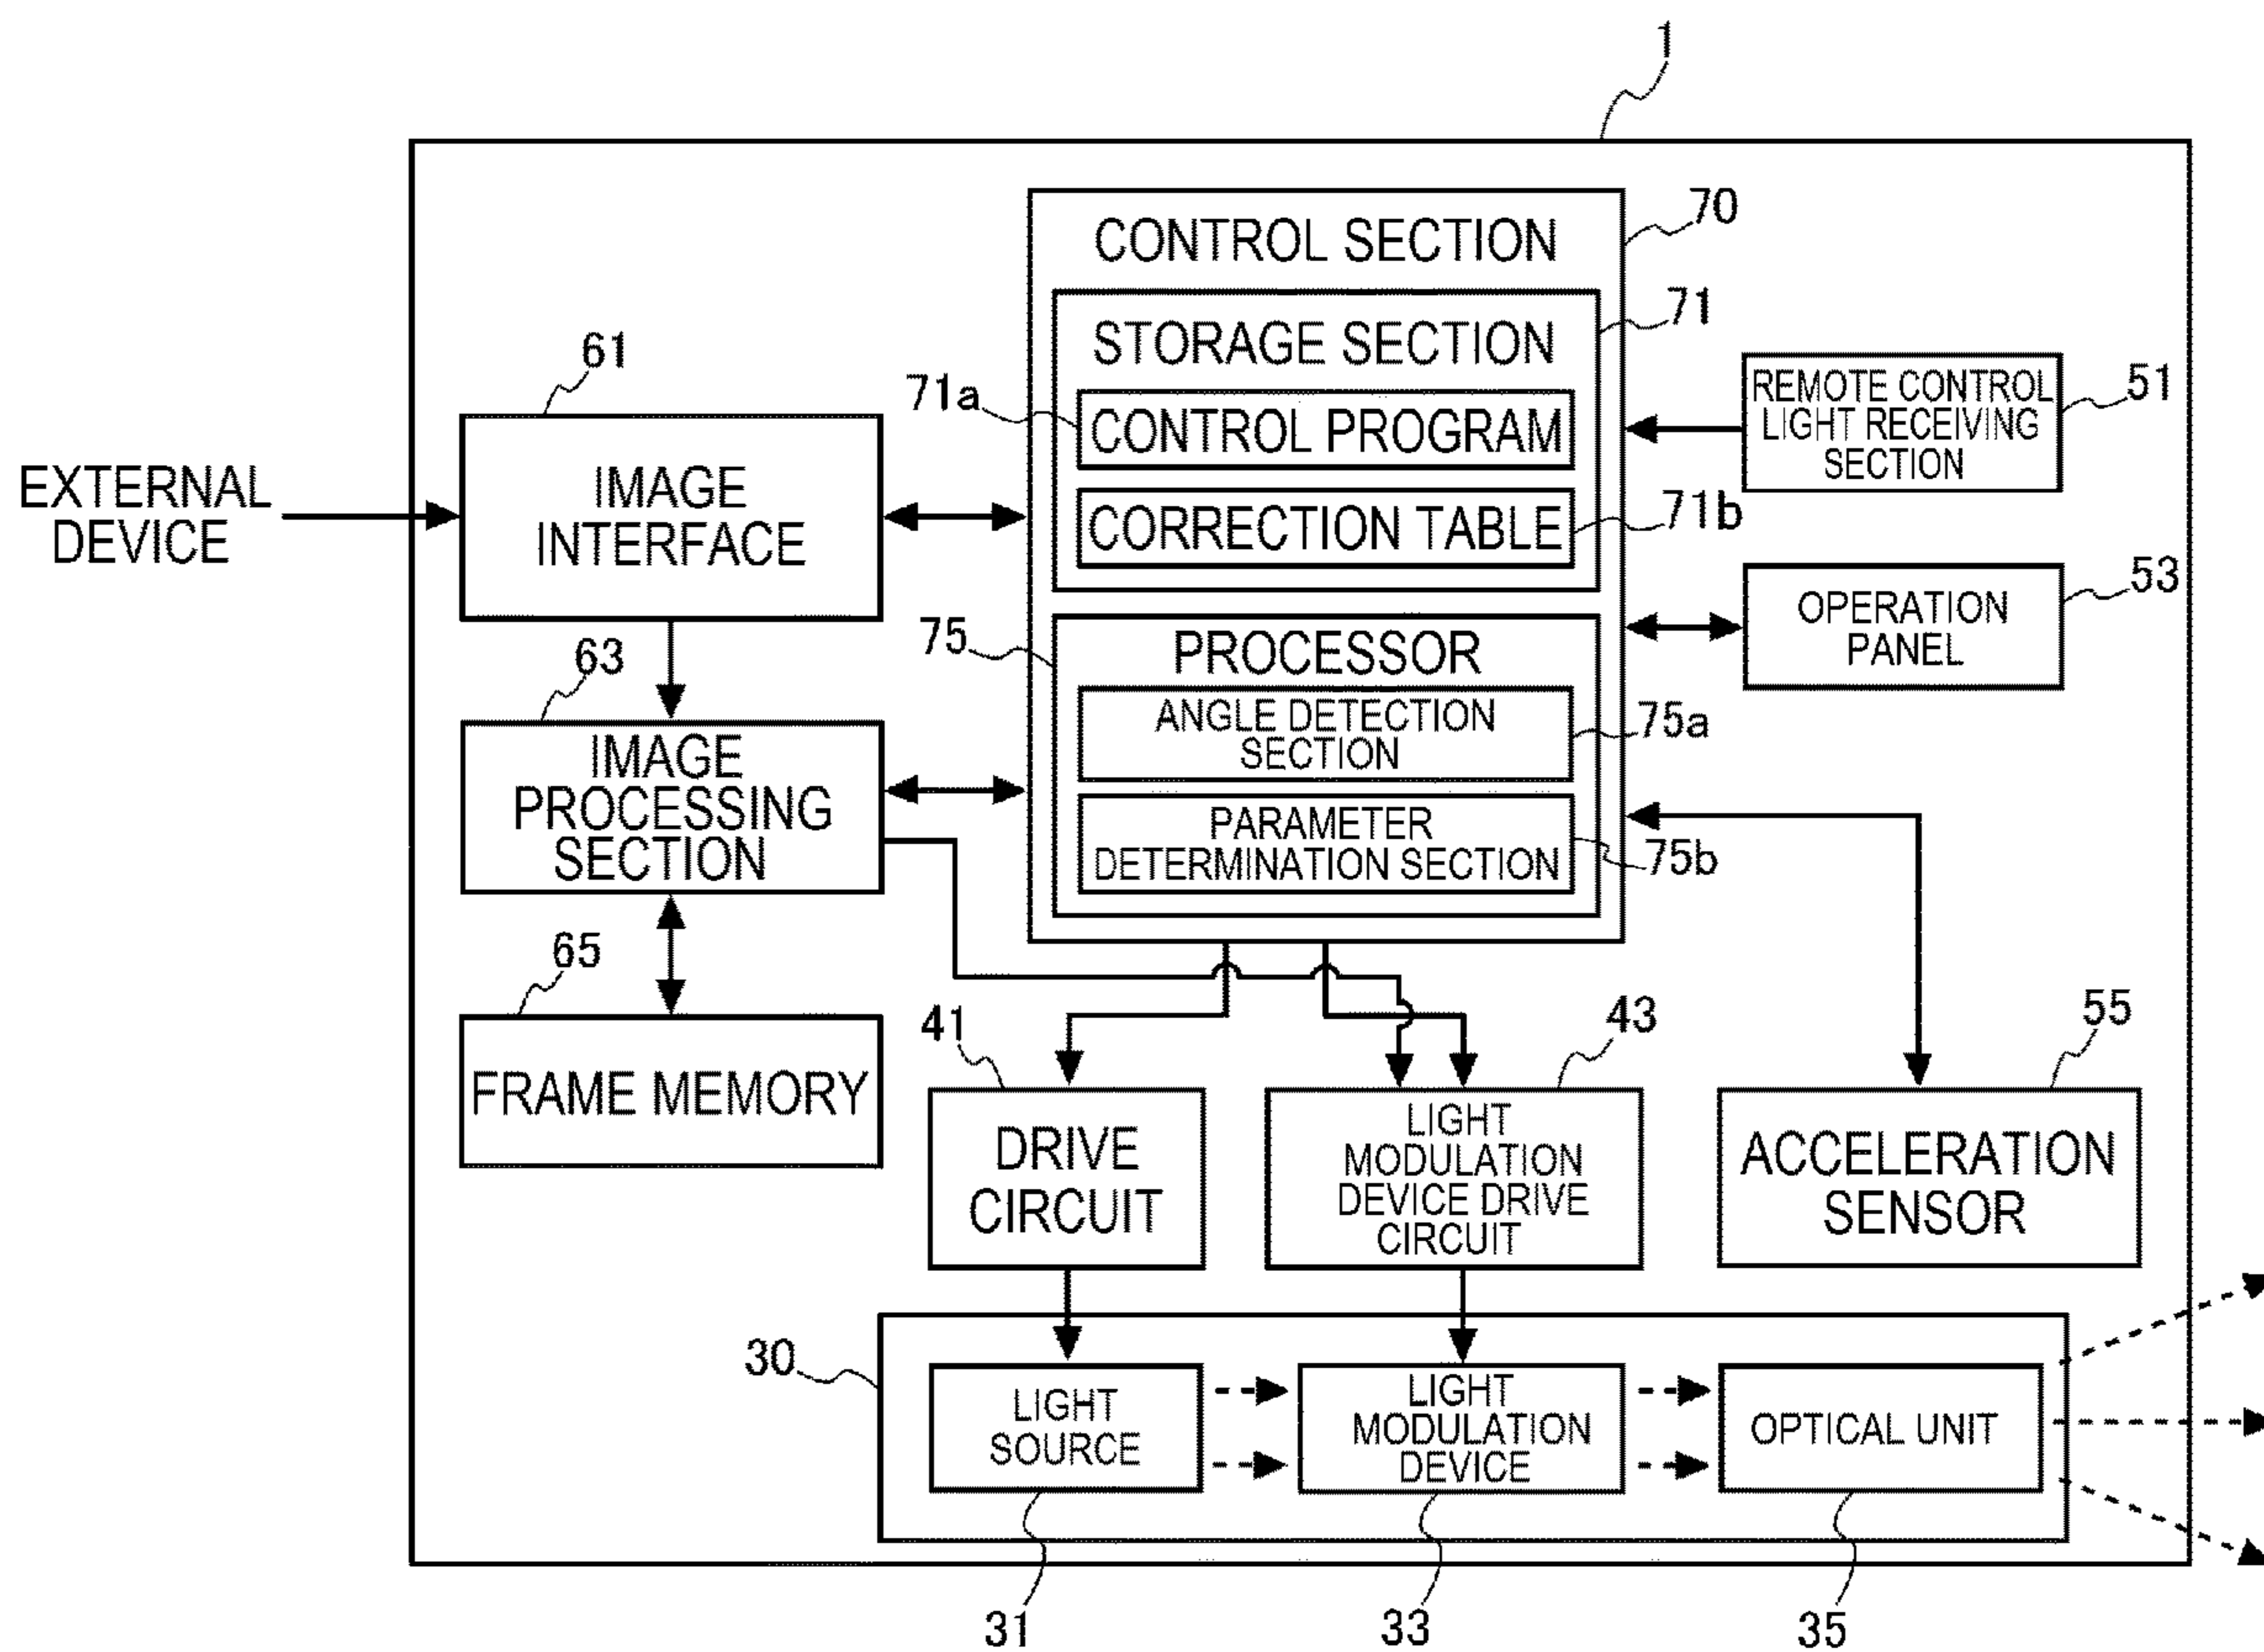 1
70
CONTROL SECTION
71
STORAGE SECTION
61
71a
CONTROL PROGRAM
REMOTE CONTROL
LIGHT RECEIVING
SECTION
51
EXTERNAL
DEVICE
IMAGE
INTERFACE
CORRECTION TABLE
71b
OPERATION
PANEL
53
63
75
PROCESSOR
ANGLE DETECTION
SECTION
75a
IMAGE
PROCESSING
SECTION
PARAMETER
DETERMINATION SECTION
75b
65
41
43
55
FRAME MEMORY
DRIVE
CIRCUIT
LIGHT
MODULATION
DEVICE DRIVE
CIRCUIT
ACCELERATION
SENSOR
30
LIGHT
SOURCE
LIGHT
MODULATION
DEVICE
OPTICAL UNIT
31
33
35